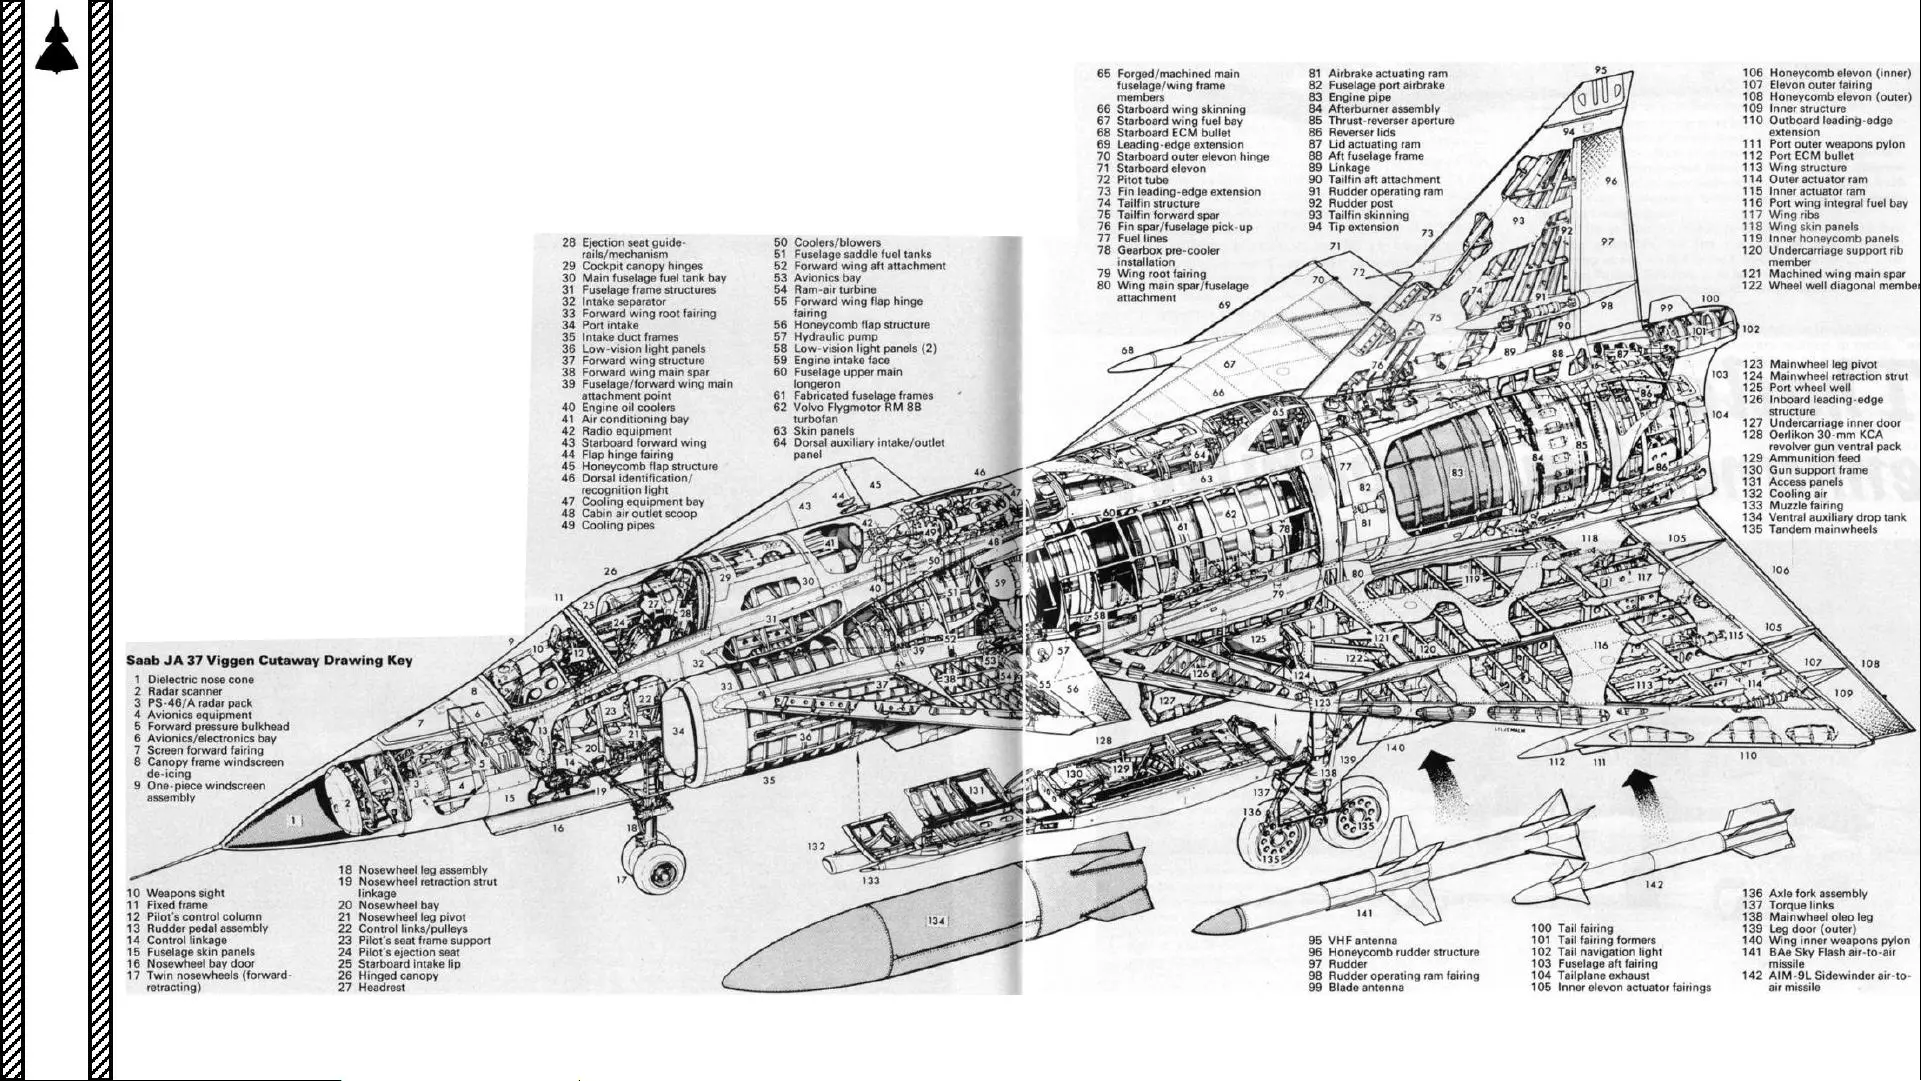 Saab JA 37 Viggen Cutaway Drawing Key
1 Dielectric nose cone
2 Radar scanner
3 PS-46/A radar pack
4 Avionics equipment
5 Forward pressure bulkhead
6 Avionics/electronics bay
7 Screen forward fairing
8 Canopy frame windscreen
de-icing
9 One-piece windscreen
assembly
10 Weapons sight
11 Fixed frame
12 Pilot's control column
13 Rudder pedal assembly
14 Control linkage
15 Fuselage skin panels
16 Nosewheel bay door
17 Twin nosewheels (forward-
retracting)
18 Nosewheel leg assembly
19 Nosewheel retraction strut
linkage
20 Nosewheel bay
21 Nosewheel leg pivot
22 Control links/pulleys
23 Pilot's seat frame support
24 Pilot's ejection seat
25 Starboard intake lip
26 Hinged canopy
27 Headrest
28 Ejection seat guide-
rails/mechanism
29 Cockpit canopy hinges
30 Main fuselage fuel tank bay
31 Fuselage frame structures
32 Intake separator
33 Forward wing root fairing
34 Port intake
35 Intake duct frames
36 Low-vision light panels
37 Forward wing structure
38 Forward wing main spar
39 Fuselage/forward wing main
attachment point
40 Engine oil coolers
41 Air conditioning bay
42 Radio equipment
43 Starboard forward wing
44 Flap hinge fairing
45 Honeycomb flap structure
46 Dorsal identification/
recognition light
47 Cooling equipment bay
48 Cabin air outlet scoop
49 Cooling pipes
50 Coolers/blowers
51 Fuselage saddle fuel tanks
52 Forward wing aft attachment
53 Avionics bay
54 Ram-air turbine
55 Forward wing flap hinge
fairing
56 Honeycomb flap structure
57 Hydraulic pump
58 Low-vision light panels (2)
59 Engine intake face
60 Fuselage upper main
longeron
61 Fabricated fuselage frames
62 Volvo Flygmotor RM 8B
turbofan
63 Skin panels
64 Dorsal auxiliary intake/outlet
panel
65 Forged/machined main
fuselage/wing frame
members
66 Starboard wing skinning
67 Starboard wing fuel bay
68 Starboard ECM bullet
69 Leading-edge extension
70 Starboard outer elevon hinge
71 Starboard elevon
72 Pitot tube
73 Fin leading-edge extension
74 Tailfin structure
75 Tailfin forward spar
76 Fin spar/fuselage pick-up
77 Fuel lines
78 Gearbox pre-cooler
installation
79 Wing root fairing
80 Wing main spar/fuselage
attachment
81 Airbrake actuating ram
82 Fuselage port airbrake
83 Engine pipe
84 Afterburner assembly
85 Thrust-reverser aperture
86 Reverser lids
87 Lid actuating ram
88 Aft fuselage frame
89 Linkage
90 Tailfin aft attachment
91 Rudder operating ram
92 Rudder post
93 Tailfin skinning
94 Tip extension
95 VHF antenna
96 Honeycomb rudder structure
97 Rudder
98 Rudder operating ram fairing
99 Blade antenna
100 Tail fairing
101 Tail fairing formers
102 Tail navigation light
103 Fuselage aft fairing
104 Tailplane exhaust
105 Inner elevon actuator fairings
106 Honeycomb elevon (inner)
107 Elevon outer fairing
108 Honeycomb elevon (outer)
109 Inner structure
110 Outboard leading-edge
extension
111 Port outer weapons pylon
112 Port ECM bullet
113 Wing structure
114 Outer actuator ram
115 Inner actuator ram
116 Port wing integral fuel bay
117 Wing ribs
118 Wing skin panels
119 Inner honeycomb panels
120 Undercarriage support rib
member
121 Machined wing main spar
122 Wheel well diagonal member
123 Mainwheel leg pivot
124 Mainwheel retraction strut
125 Port wheel well
126 Inboard leading-edge
structure
127 Undercarriage inner door
128 Oerlikon 30-mm KCA
revolver gun ventral pack
129 Ammunition feed
130 Gun support frame
131 Access panels
132 Cooling air
133 Muzzle fairing
134 Ventral auxiliary drop tank
135 Tandem mainwheels
136 Axle fork assembly
137 Torque links
138 Mainwheel oleo leg
139 Leg door (outer)
140 Wing inner weapons pylon
141 BAe Sky Flash air-to-air
missile
142 AIM-9L Sidewinder air-to-
air missile